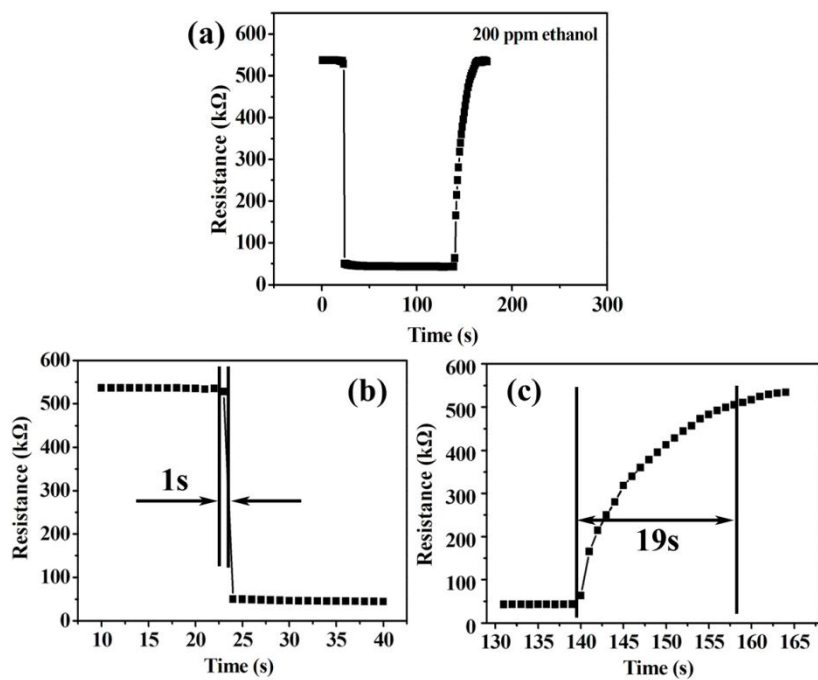 (a)
200 ppm ethanol
600
500
400
300
200
100
0
Resistance (kΩ)
0 100 200 300
Time (s)
(b)
600
500
400
300
200
100
0
Resistance (kΩ)
1s
10 15 20 25 30 35 40
Time (s)
(c)
600
500
400
300
200
100
0
Resistance (kΩ)
19s
130 135 140 145 150 155 160 165
Time (s)